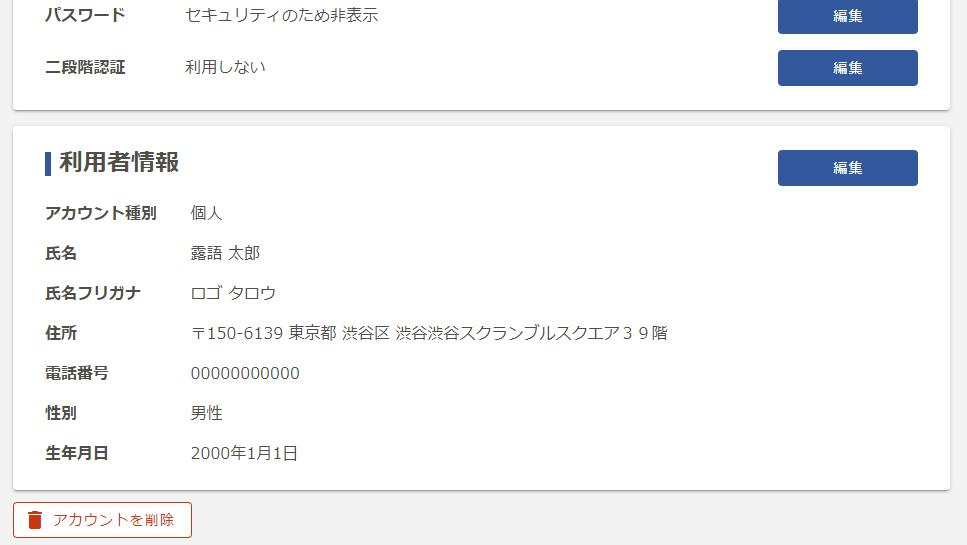 パスワード セキュリティのため非表示 編集
二段階認証 利用しない 編集
利用者情報 編集
アカウント種別 個人
氏名 露語 太郎
氏名フリガナ ロゴ タロウ
住所 〒150-6139 東京都 渋谷区 渋谷渋谷スクランブルスクエア３９階
電話番号 00000000000
性別 男性
生年月日 2000年1月1日
アカウントを削除